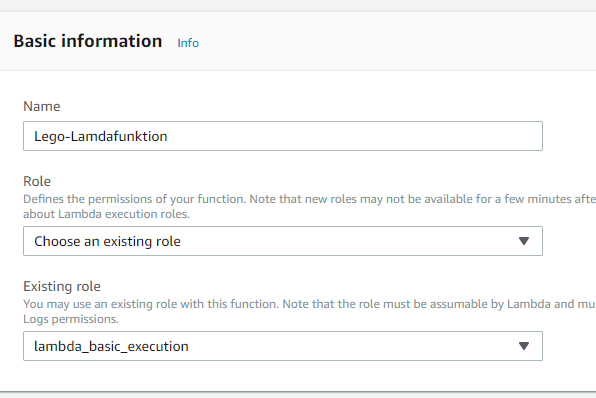 Basic information Info
Name
Lego-Lamdafunktion
Role
Defines the permissions of your function. Note that new roles may not be available for a few minutes afte
about Lambda execution roles.
Choose an existing role
Existing role
You may use an existing role with this function. Note that the role must be assumable by Lambda and mu
Logs permissions.
lambda_basic_execution